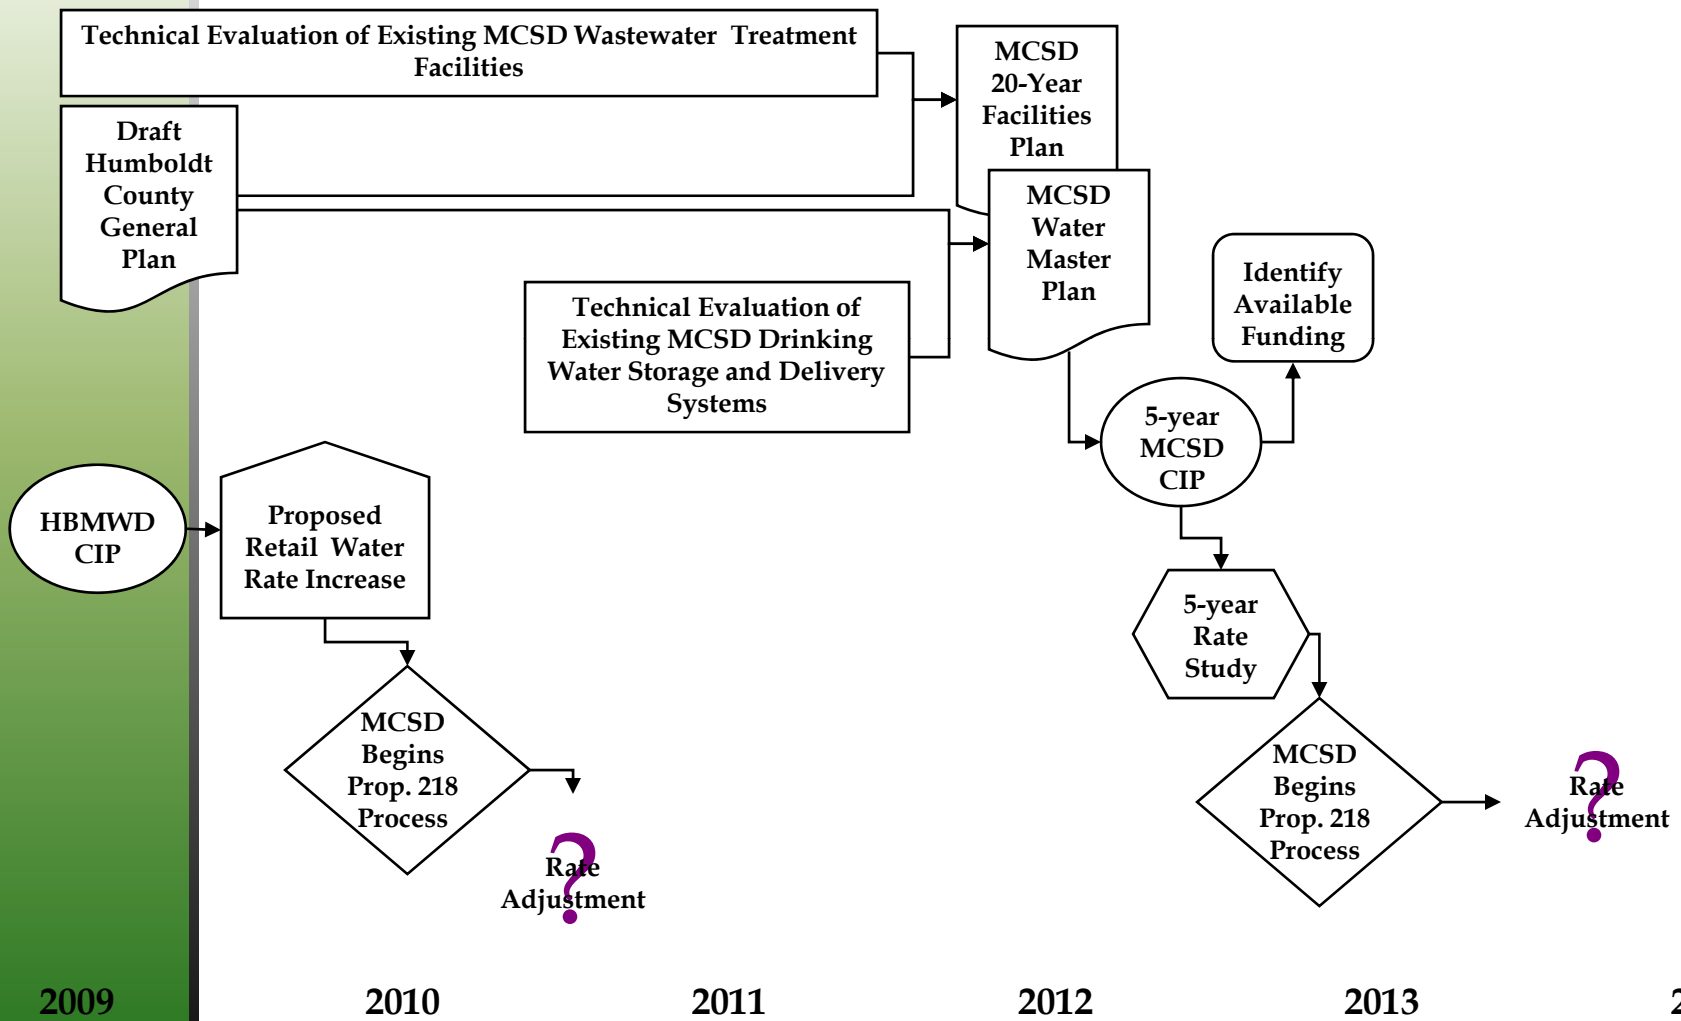 Technical Evaluation of Existing MCSD Wastewater Treatment
Facilities
MCSD
20-Year
Facilities
Plan
Draft
Humboldt
County
General
Plan
MCSD
Water
Master
Plan
Technical Evaluation of
Existing MCSD Drinking
Water Storage and Delivery
Systems
Identify
Available
Funding
5-year
MCSD
CIP
HBMWD
CIP
Proposed
Retail Water
Rate Increase
5-year
Rate
Study
MCSD
Begins
Prop. 218
Process
?
Rate
Adjustment
MCSD
Begins
Prop. 218
Process
?
Rate
Adjustment
2009 2010 2011 2012 2013